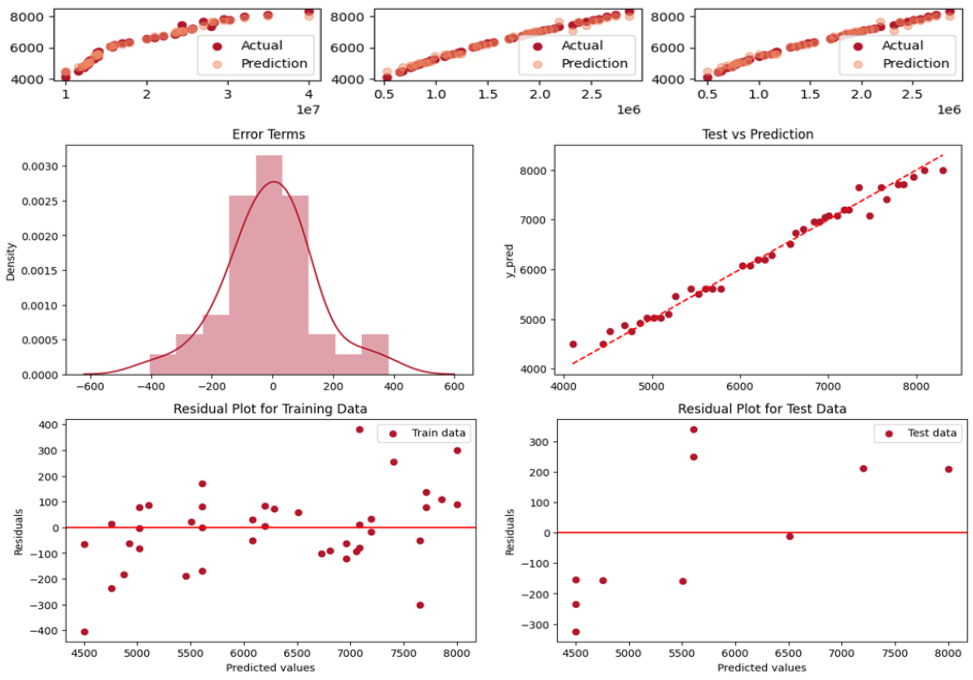 8000
6000
4000
Actual
Prediction
1 2 3 4
1e7
Actual
Prediction
8000
6000
4000
0.5 1.0 1.5 2.0 2.5
1e6
Actual
Prediction
8000
6000
4000
0.5 1.0 1.5 2.0 2.5
1e6
Error Terms
Density
0.0030
0.0025
0.0020
0.0015
0.0010
0.0005
0.0000
−600 −400 −200 0 200 400 600
Test vs Prediction
y_pred
8000
7000
6000
5000
4000
4000 5000 6000 7000 8000
Residual Plot for Training Data
Train data
Residuals
400
300
200
100
0
−100
−200
−300
−400
4500 5000 5500 6000 6500 7000 7500 8000
Predicted values
Residual Plot for Test Data
Test data
Residuals
300
200
100
0
−100
−200
−300
4500 5000 5500 6000 6500 7000 7500 8000
Predicted values